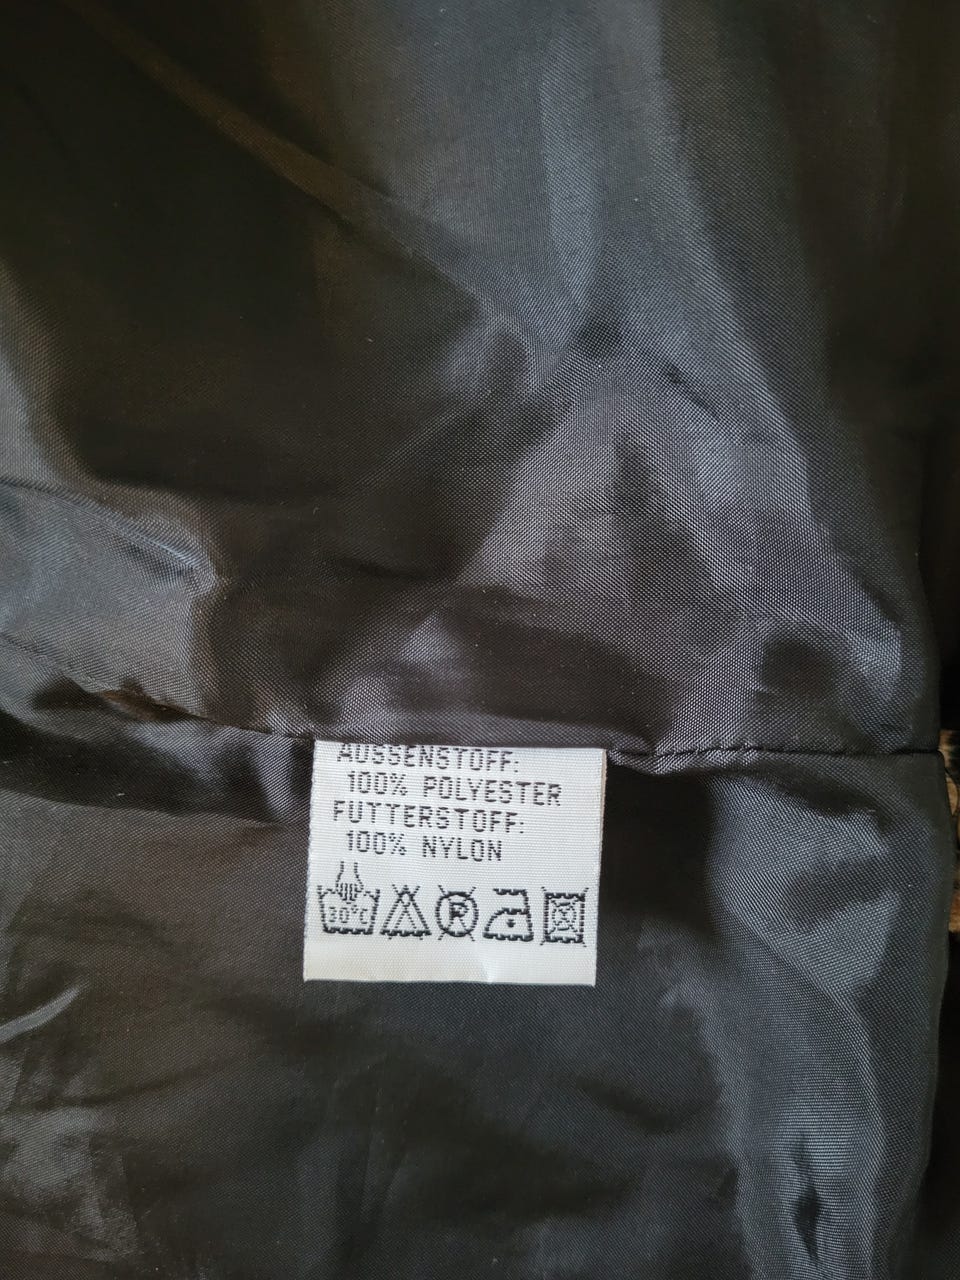 AUSSENSTOFF:
100% POLYESTER
FUTTERSTOFF:
100% NYLON
30°C P